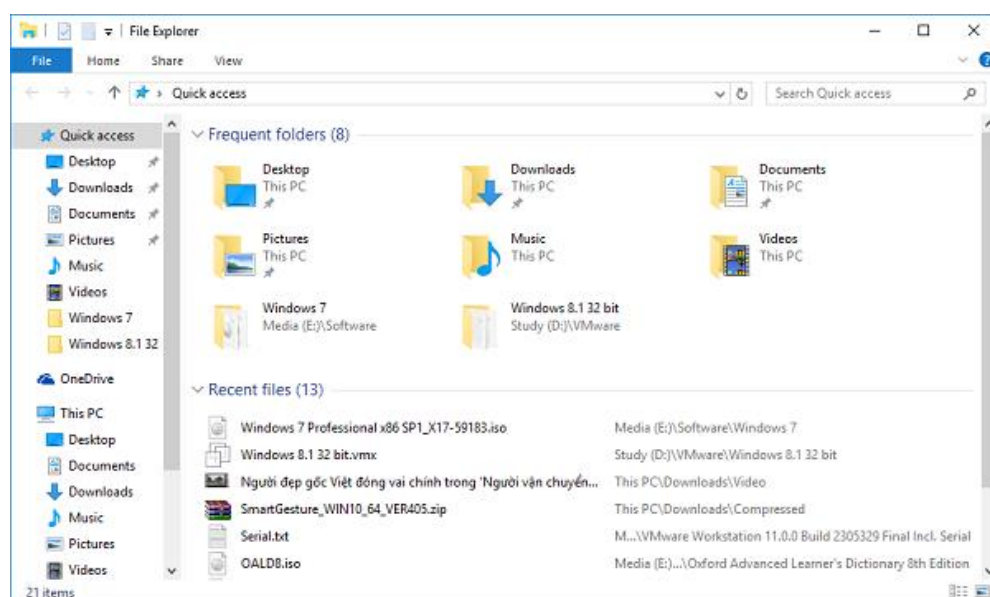 File Explorer
File Home Share View
Quick access
Search Quick access
Quick access
Desktop
Downloads
Documents
Pictures
Music
Videos
Windows 7
Windows 8.1 32
OneDrive
This PC
Desktop
Documents
Downloads
Music
Pictures
Videos
Frequent folders (8)
Desktop
This PC
Downloads
This PC
Documents
This PC
Pictures
This PC
Music
This PC
Videos
This PC
Windows 7
Media (E:)\Software
Windows 8.1 32 bit
Study (D:)\VMware
Recent files (13)
Windows 7 Professional x86 SP1_X17-59183.iso Media (E:)\Software\Windows 7
Windows 8.1 32 bit.vmx Study (D:)\VMware\Windows 8.1 32 bit
Người đẹp gốc Việt đóng vai chính trong 'Người vận chuyển... This PC\Downloads\Video
SmartGesture_WIN10_64_VER405.zip This PC\Downloads\Compressed
Serial.txt M...\VMware Workstation 11.0.0 Build 2305329 Final Incl. Serial
OALD8.iso Media (E:)...\Oxford Advanced Learner's Dictionary 8th Edition
21 items